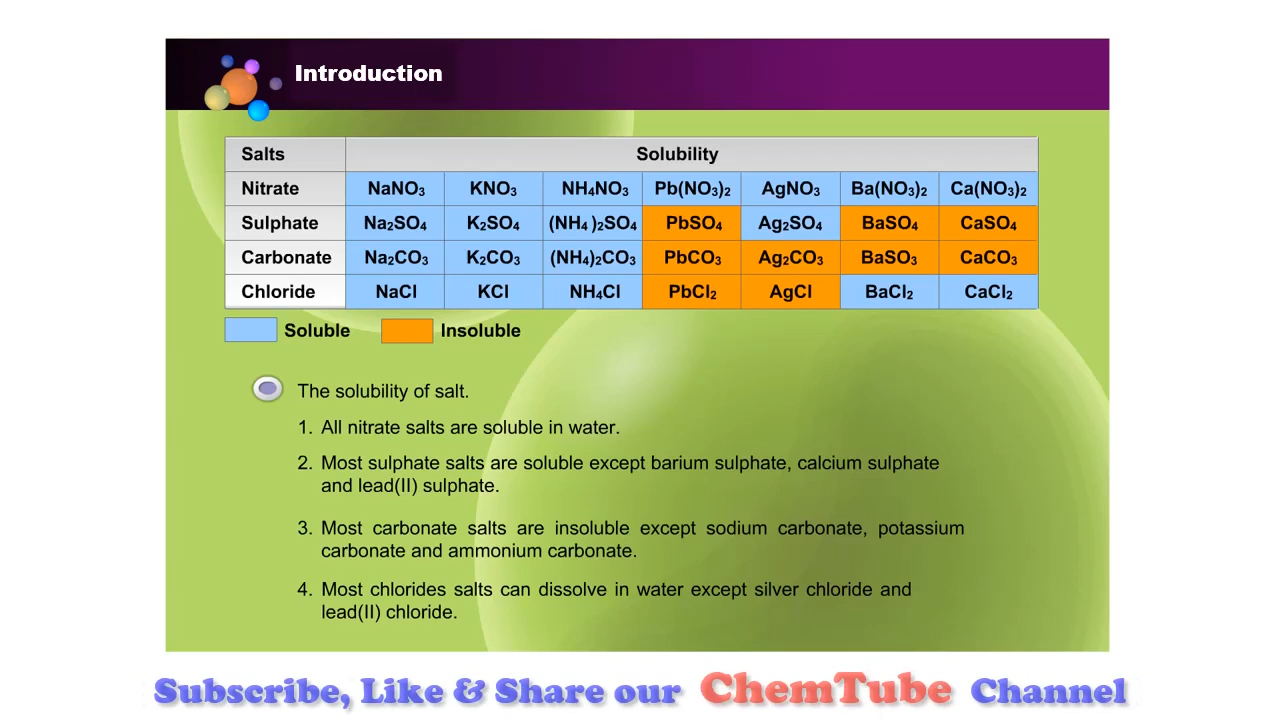 Introduction
Salts Solubility
Nitrate NaNO₃ KNO₃ NH₄NO₃ Pb(NO₃)₂ AgNO₃ Ba(NO₃)₂ Ca(NO₃)₂
Sulphate Na₂SO₄ K₂SO₄ (NH₄ )₂SO₄ PbSO₄ Ag₂SO₄ BaSO₄ CaSO₄
Carbonate Na₂CO₃ K₂CO₃ (NH₄)₂CO₃ PbCO₃ Ag₂CO₃ BaSO₃ CaCO₃
Chloride NaCl KCl NH₄Cl PbCl₂ AgCl BaCl₂ CaCl₂
Soluble Insoluble
The solubility of salt.
1. All nitrate salts are soluble in water.
2. Most sulphate salts are soluble except barium sulphate, calcium sulphate
and lead(II) sulphate.
3. Most carbonate salts are insoluble except sodium carbonate, potassium
carbonate and ammonium carbonate.
4. Most chlorides salts can dissolve in water except silver chloride and
lead(II) chloride.
Subscribe, Like & Share our ChemTube Channel